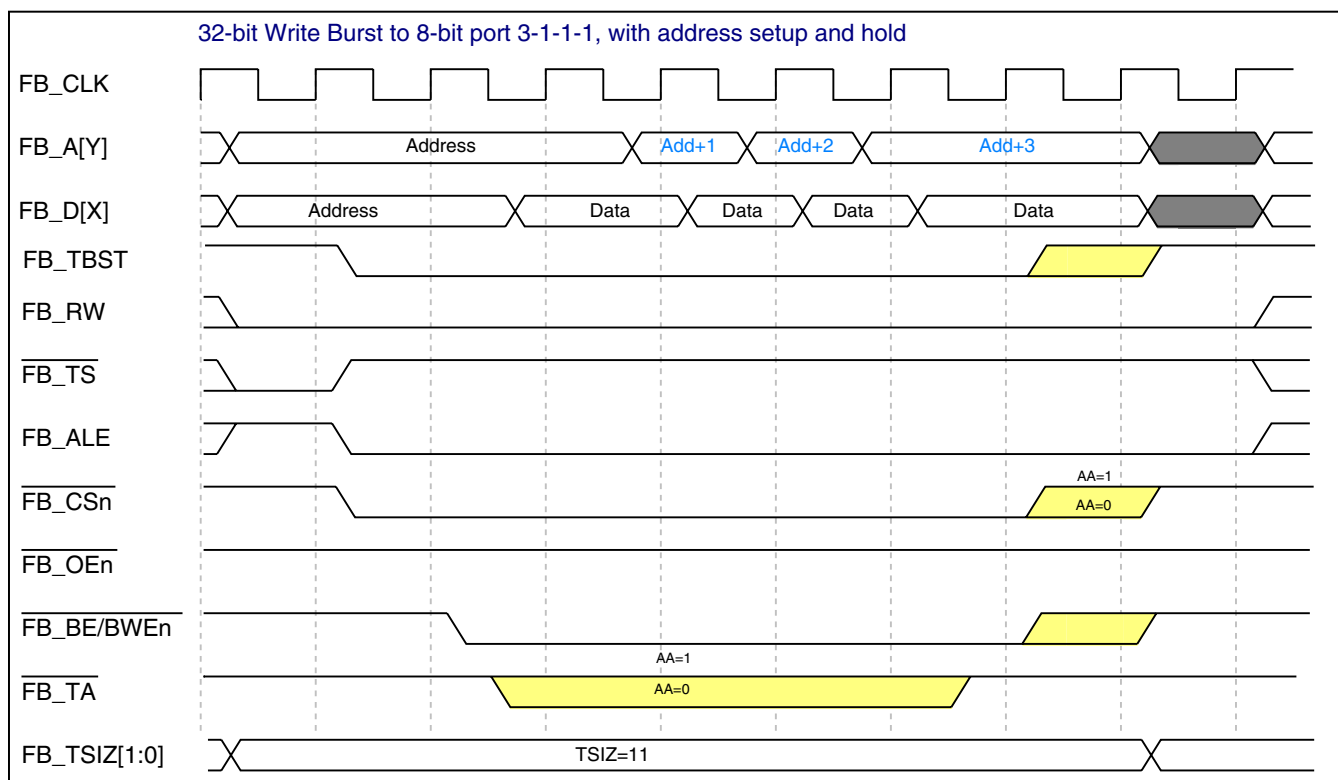 32-bit Write Burst to 8-bit port 3-1-1-1, with address setup and hold
FB_CLK
FB_A[Y] Address Add+1 Add+2 Add+3
FB_D[X] Address Data Data Data Data
FB_TBST
FB_RW
FB_TS
FB_ALE
AA=1
FB_CSn AA=0
FB_OEn
FB_BE/BWEn
AA=1
FB_TA AA=0
FB_TSIZ[1:0] TSIZ=11